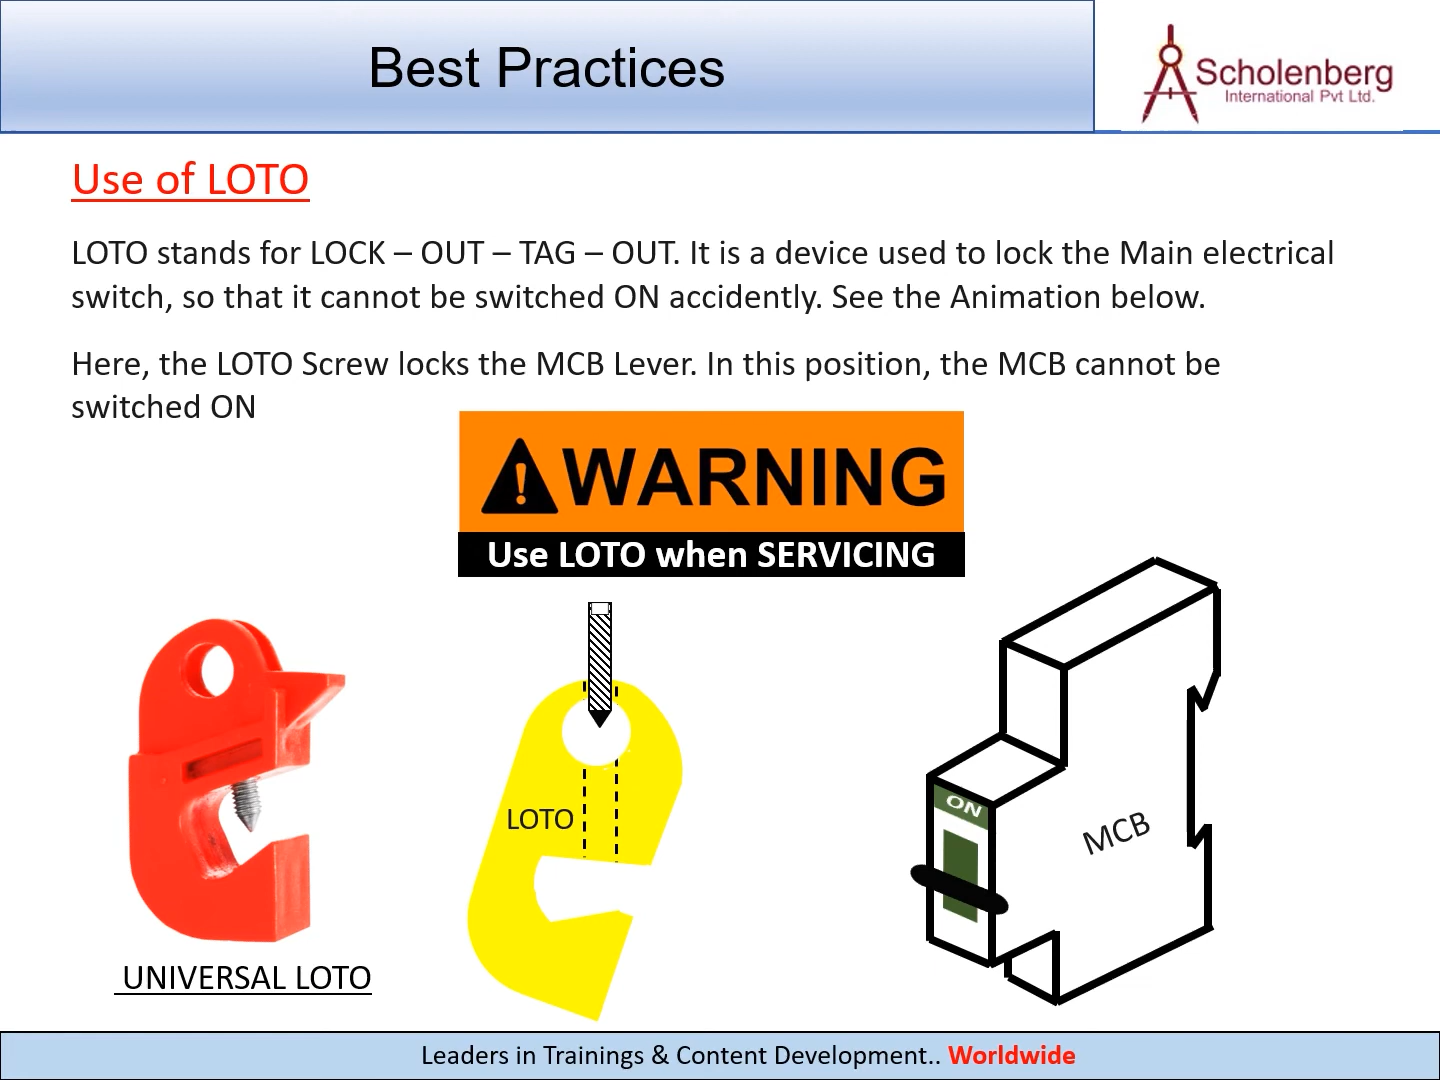 Best Practices
Scholenberg
International Pvt Ltd.
Use of LOTO
LOTO stands for LOCK – OUT – TAG – OUT. It is a device used to lock the Main electrical
switch, so that it cannot be switched ON accidently. See the Animation below.
Here, the LOTO Screw locks the MCB Lever. In this position, the MCB cannot be
switched ON
WARNING
Use LOTO when SERVICING
LOTO
ON
MCB
UNIVERSAL LOTO
Leaders in Trainings & Content Development.. Worldwide